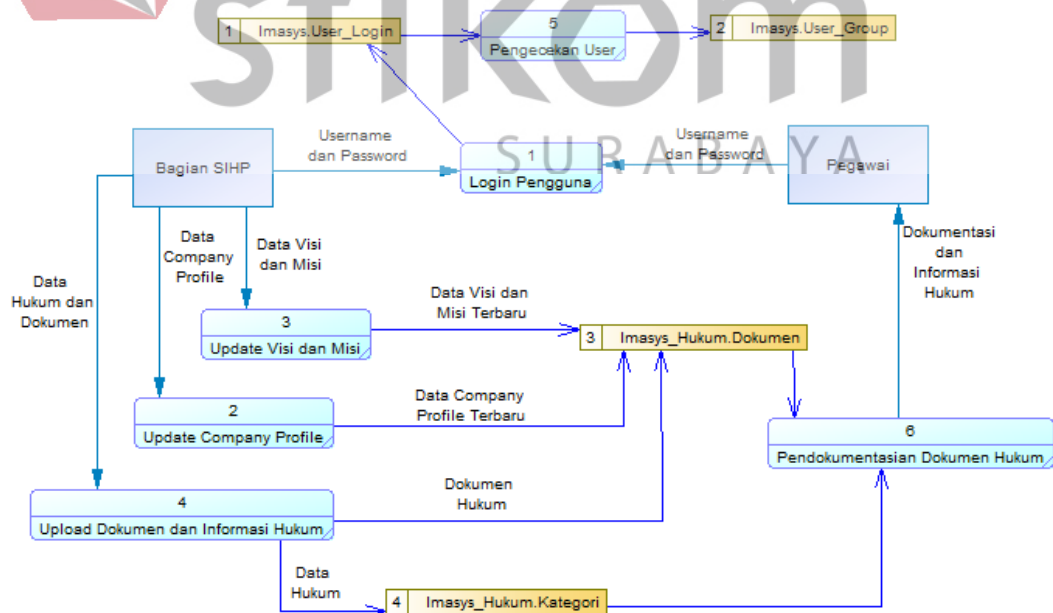 stikom
SURABAYA
1 Imasys.User_Login
5
Pengecekan User
2 Imasys.User_Group
Bagian SIHP
Username
dan Password
1
Login Pengguna
Username
dan Password
Pegawai
Data
Hukum dan
Dokumen
Data
Company
Profile
Data Visi
dan Misi
Dokumentasi
dan
Informasi
Hukum
3
Update Visi dan Misi
Data Visi dan
Misi Terbaru
3 Imasys_Hukum.Dokumen
2
Update Company Profile
Data Company
Profile Terbaru
6
Pendokumentasian Dokumen Hukum
4
Upload Dokumen dan Informasi Hukum
Dokumen
Hukum
Data
Hukum
4 Imasys_Hukum.Kategori